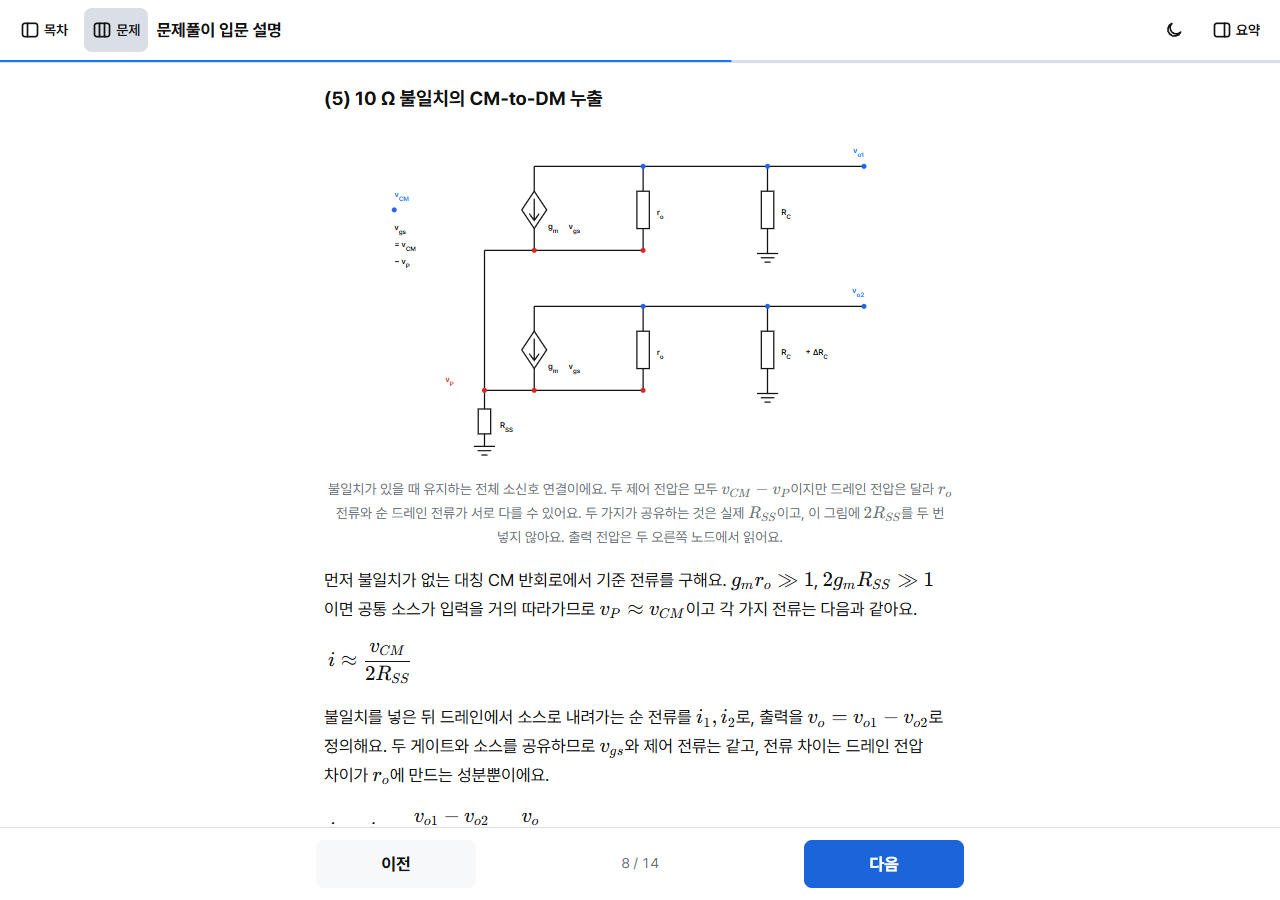 목차 문제 문제풀이 입문 설명 요약
(5) 10 Ω 불일치의 CM-to-DM 누출
v_o1
v_CM
v_gs
= v_CM
− v_p
g_m v_gs
r_o
R_C
v_o2
g_m v_gs
r_o
R_C + ΔR_C
v_p
R_SS
불일치가 있을 때 유지하는 전체 소신호 연결이에요. 두 제어 전압은 모두 v_CM − v_P이지만 드레인 전압은 달라 r_o
전류와 순 드레인 전류가 서로 다를 수 있어요. 두 가지가 공유하는 것은 실제 R_SS이고, 이 그림에 2R_SS를 두 번
넣지 않아요. 출력 전압은 두 오른쪽 노드에서 읽어요.
먼저 불일치가 없는 대칭 CM 반회로에서 기준 전류를 구해요. g_m r_o ≫ 1, 2g_m R_SS ≫ 1
이면 공통 소스가 입력을 거의 따라가므로 v_P ≈ v_CM이고 각 가지 전류는 다음과 같아요.
i ≈ v_CM / 2R_SS
불일치를 넣은 뒤 드레인에서 소스로 내려가는 순 전류를 i_1, i_2로, 출력을 v_o = v_o1 − v_o2로
정의해요. 두 게이트와 소스를 공유하므로 v_gs와 제어 전류는 같고, 전류 차이는 드레인 전압
차이가 r_o에 만드는 성분뿐이에요.
v_o1 − v_o2 v_o
이전 8 / 14 다음